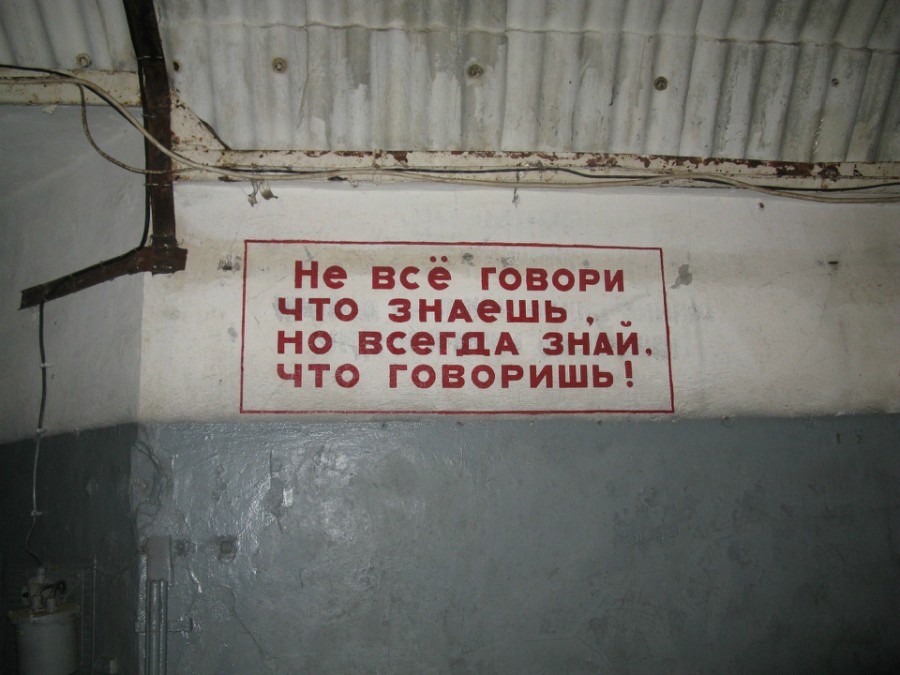 Не всё говори
что знаешь,
но всегда знай,
что говоришь!